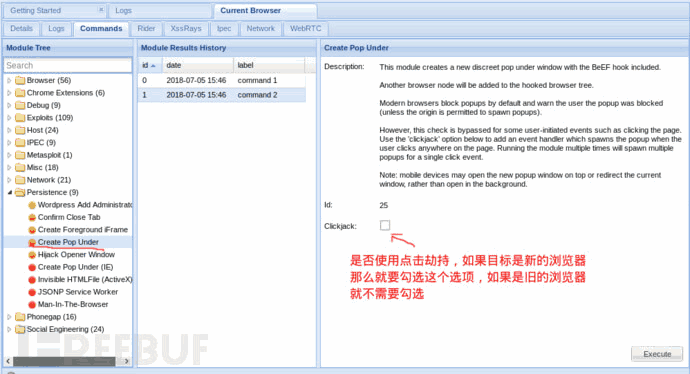 Getting Started
Logs
Current Browser
Details
Logs
Commands
Rider
XssRays
Ipec
Network
WebRTC
Module Tree
Search
Browser (56)
Chrome Extensions (6)
Debug (9)
Exploits (109)
Host (24)
IPEC (9)
Metasploit (1)
Misc (18)
Network (21)
Persistence (9)
Wordpress Add Administrato
Confirm Close Tab
Create Foreground iFrame
Create Pop Under
Hijack Opener Window
Create Pop Under (IE)
Invisible HTMLFile (ActiveX)
JSONP Service Worker
Man-In-The-Browser
Phonegap (16)
Social Engineering (24)
Module Results History
id date label
0 2018-07-05 15:46 command 1
1 2018-07-05 15:46 command 2
Create Pop Under
Description: This module creates a new discreet pop under window with the BeEF hook included.
Another browser node will be added to the hooked browser tree.
Modern browsers block popups by default and warn the user the popup was blocked
(unless the origin is permitted to spawn popups).
However, this check is bypassed for some user-initiated events such as clicking the page.
Use the 'clickjack' option below to add an event handler which spawns the popup when the
user clicks anywhere on the page. Running the module multiple times will spawn multiple
popups for a single click event.
Note: mobile devices may open the new popup window on top or redirect the current
window, rather than open in the background.
Id: 25
Clickjack:
是否使用点击劫持，如果目标是新的浏览器
那么就要勾选这个选项，如果是旧的浏览器
就不需要勾选
Execute
FREEBUF